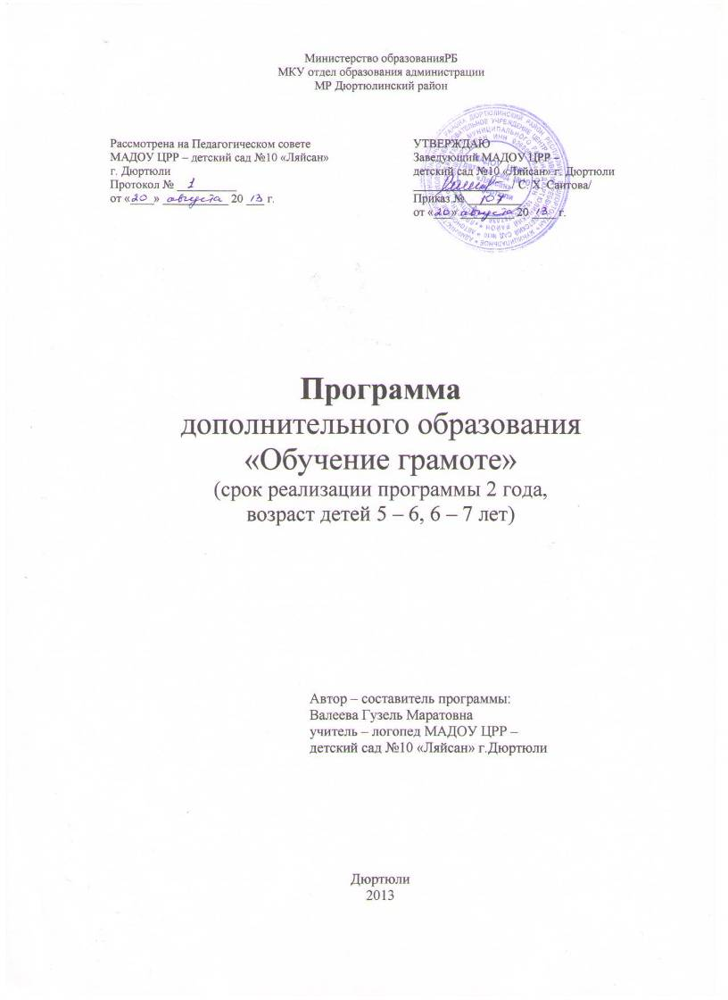 Министерство образованияРБ
МКУ отдел образования администрации
МР Дюртюлинский район
Рассмотрена на Педагогическом совете
МАДОУ ЦРР – детский сад №10 «Ляйсан»
г. Дюртюли
Протокол № 1
от «20» августа 20 13 г.
УТВЕРЖДАЮ
Заведующий МАДОУ ЦРР –
детский сад №10 «Ляйсан» г. Дюртюли
/ С. Х. Саитова/
Приказ №
от «20» августа 20 13 г.
Программа
дополнительного образования
«Обучение грамоте»
(срок реализации программы 2 года,
возраст детей 5 – 6, 6 – 7 лет)
Автор – составитель программы:
Валеева Гузель Маратовна
учитель – логопед МАДОУ ЦРР –
детский сад №10 «Ляйсан» г.Дюртюли
Дюртюли
2013